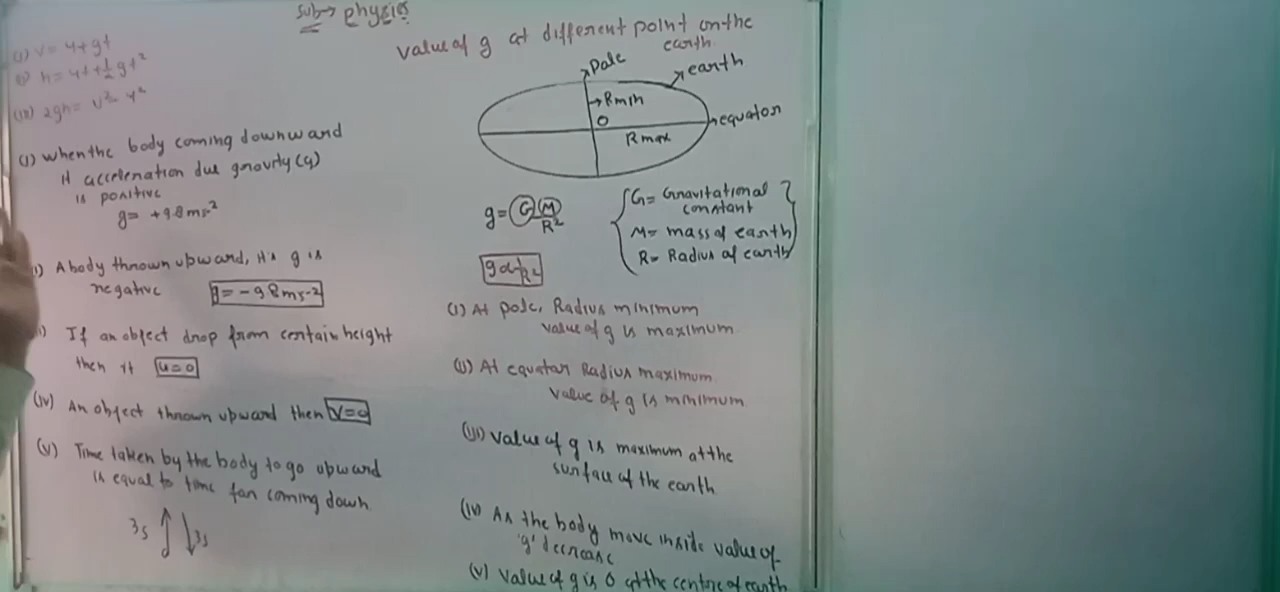 sub→ physics
(i) v= u+gt
(ii) h=ut+½gt²
(iii) 2gh= v²- u²
(i) when the body coming downward
it acceleration due gravity(g)
is positive
g= +9.8ms⁻²
(ii) A body thrown upward, it's g is
negative g=-9.8ms-2
(iii) If an object drop from certain height
then it u=0
(iv) An object thrown upward then v=0
(v) Time taken by the body to go upward
is equal to time for coming down
3s 3s
value of g at different point on the
earth.
Pole
earth
Rmin
O
equator
Rmax
g=GM/R²
G= Gravitational
constant
M= mass of earth
R= Radius of earth
g∝1/R²
(i) At pole, Radius minimum
value of g is maximum.
(ii) At equator Radius maximum
value of g is minimum
(iii) value of g is maximum at the
surface of the earth
(iv) As the body move inside value of
'g' decrease
(v) value of g is 0 at the centre of earth